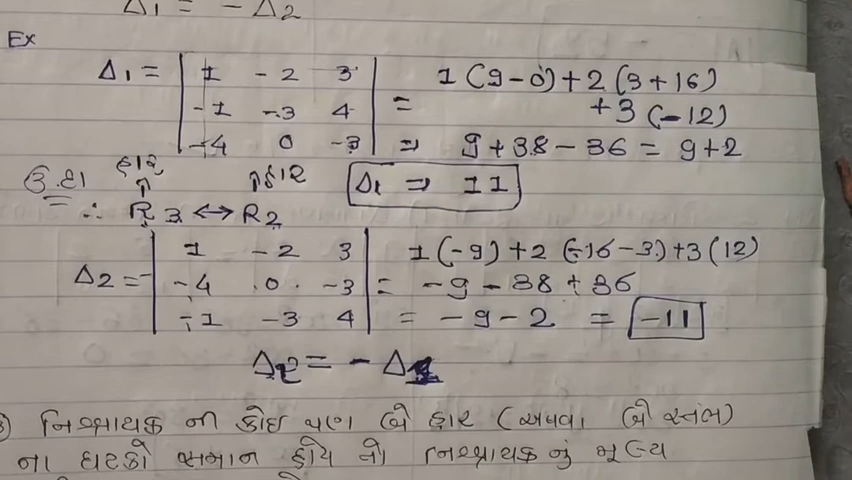 Δ1 = - Δ2
Ex
Δ1 = | 1 -2 3 | = 1(9-0)+2(3+16)
| -1 -3 4 | +3(-12)
| -4 0 -3 | = 9+38-36 = 9+2
ઉ.દા હાર હાર Δ1 = 11
∴ R3 ↔ R2
Δ2 = | 1 -2 3 | 1(-9)+2(-16-3)+3(12)
| -4 0 -3 | = -9-38+36
| -1 -3 4 | = -9-2 = -11
Δ2 = - Δ1
નિશ્ચાયક ની કોઇ પણ બે હાર (અથવા બે સ્તંભ)
ના ઘટકો સમાન હોય તો નિશ્ચાયક નું મૂલ્ય